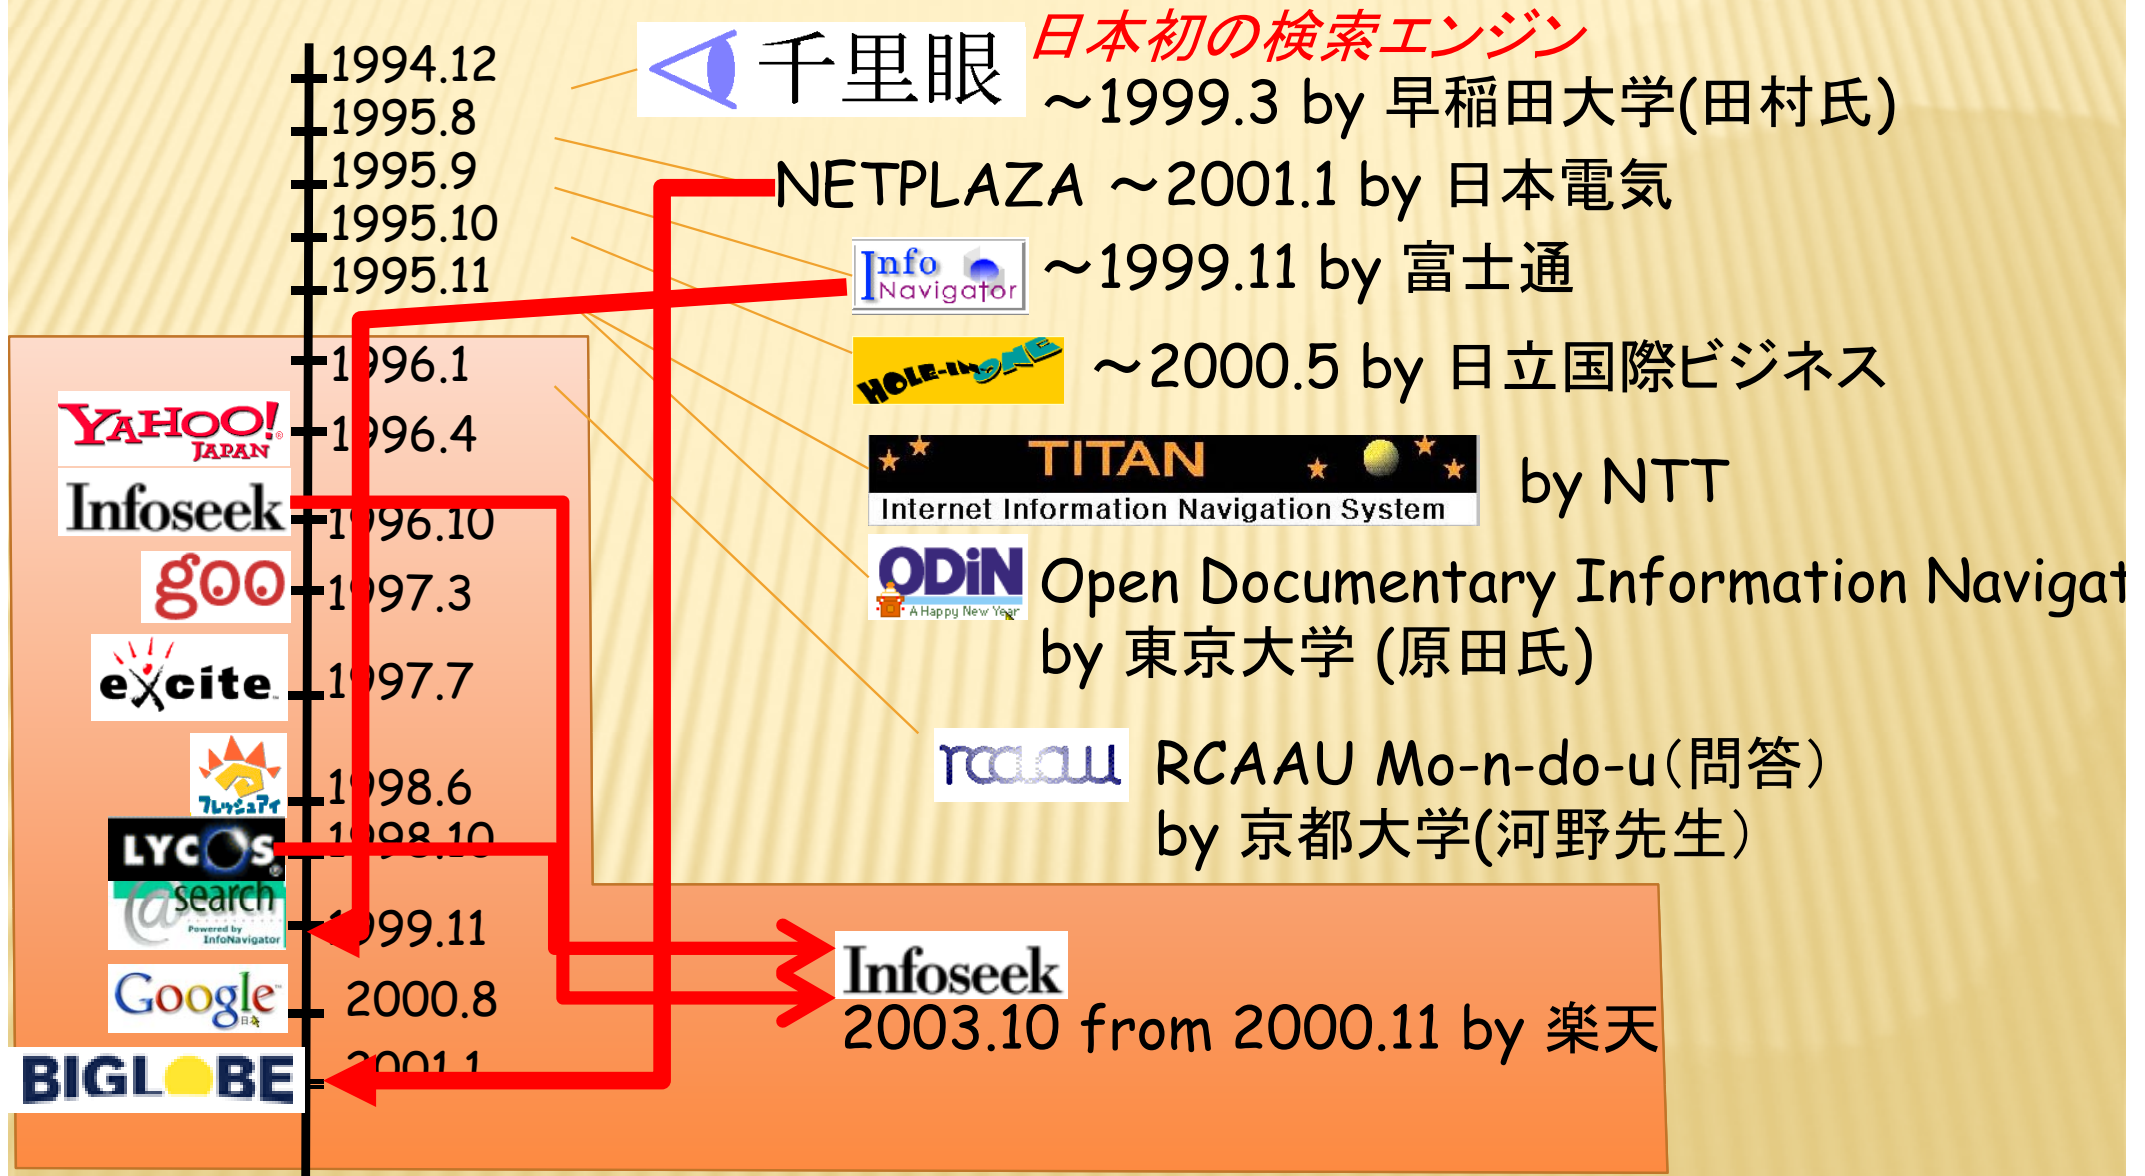 日本初の検索エンジン
1994.12
千里眼
～1999.3 by 早稲田大学(田村氏)
1995.8
1995.9
NETPLAZA ～2001.1 by 日本電気
1995.10
1995.11
Info
Navigator
～1999.11 by 富士通
1996.1
HOLE-IN ONE
～2000.5 by 日立国際ビジネス
YAHOO!
JAPAN
1996.4
TITAN
Internet Information Navigation System
by NTT
Infoseek
1996.10
goo
1997.3
ODiN
A Happy New Year
Open Documentary Information Navigat
by 東京大学 (原田氏)
excite
1997.7
フレッシュアイ
1998.6
rcaau
RCAAU Mo-n-do-u(問答)
by 京都大学(河野先生)
LYCOS
1998.10
@search
Powered by
InfoNavigator
1999.11
Infoseek
2003.10 from 2000.11 by 楽天
Google
日本
2000.8
BIGLOBE
2001.1